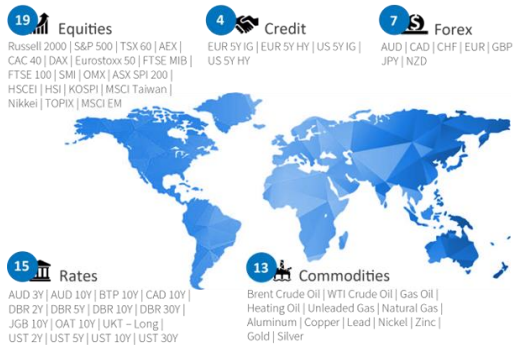 19
Equities
Russell 2000 | S&P 500 | TSX 60 | AEX |
CAC 40 | DAX | Eurostoxx 50 | FTSE MIB |
FTSE 100 | SMI | OMX | ASX SPI 200 |
HSCEI | HSI | KOSPI | MSCI Taiwan |
Nikkei | TOPIX | MSCI EM
4
Credit
EUR 5Y IG | EUR 5Y HY | US 5Y IG |
US 5Y HY
7
Forex
AUD | CAD | CHF | EUR | GBP
JPY | NZD
15
Rates
AUD 3Y | AUD 10Y | BTP 10Y | CAD 10Y |
DBR 2Y | DBR 5Y | DBR 10Y | DBR 30Y |
JGB 10Y | OAT 10Y | UKT – Long |
UST 2Y | UST 5Y | UST 10Y | UST 30Y
13
Commodities
Brent Crude Oil | WTI Crude Oil | Gas Oil |
Heating Oil | Unleaded Gas | Natural Gas |
Aluminum | Copper | Lead | Nickel | Zinc |
Gold | Silver